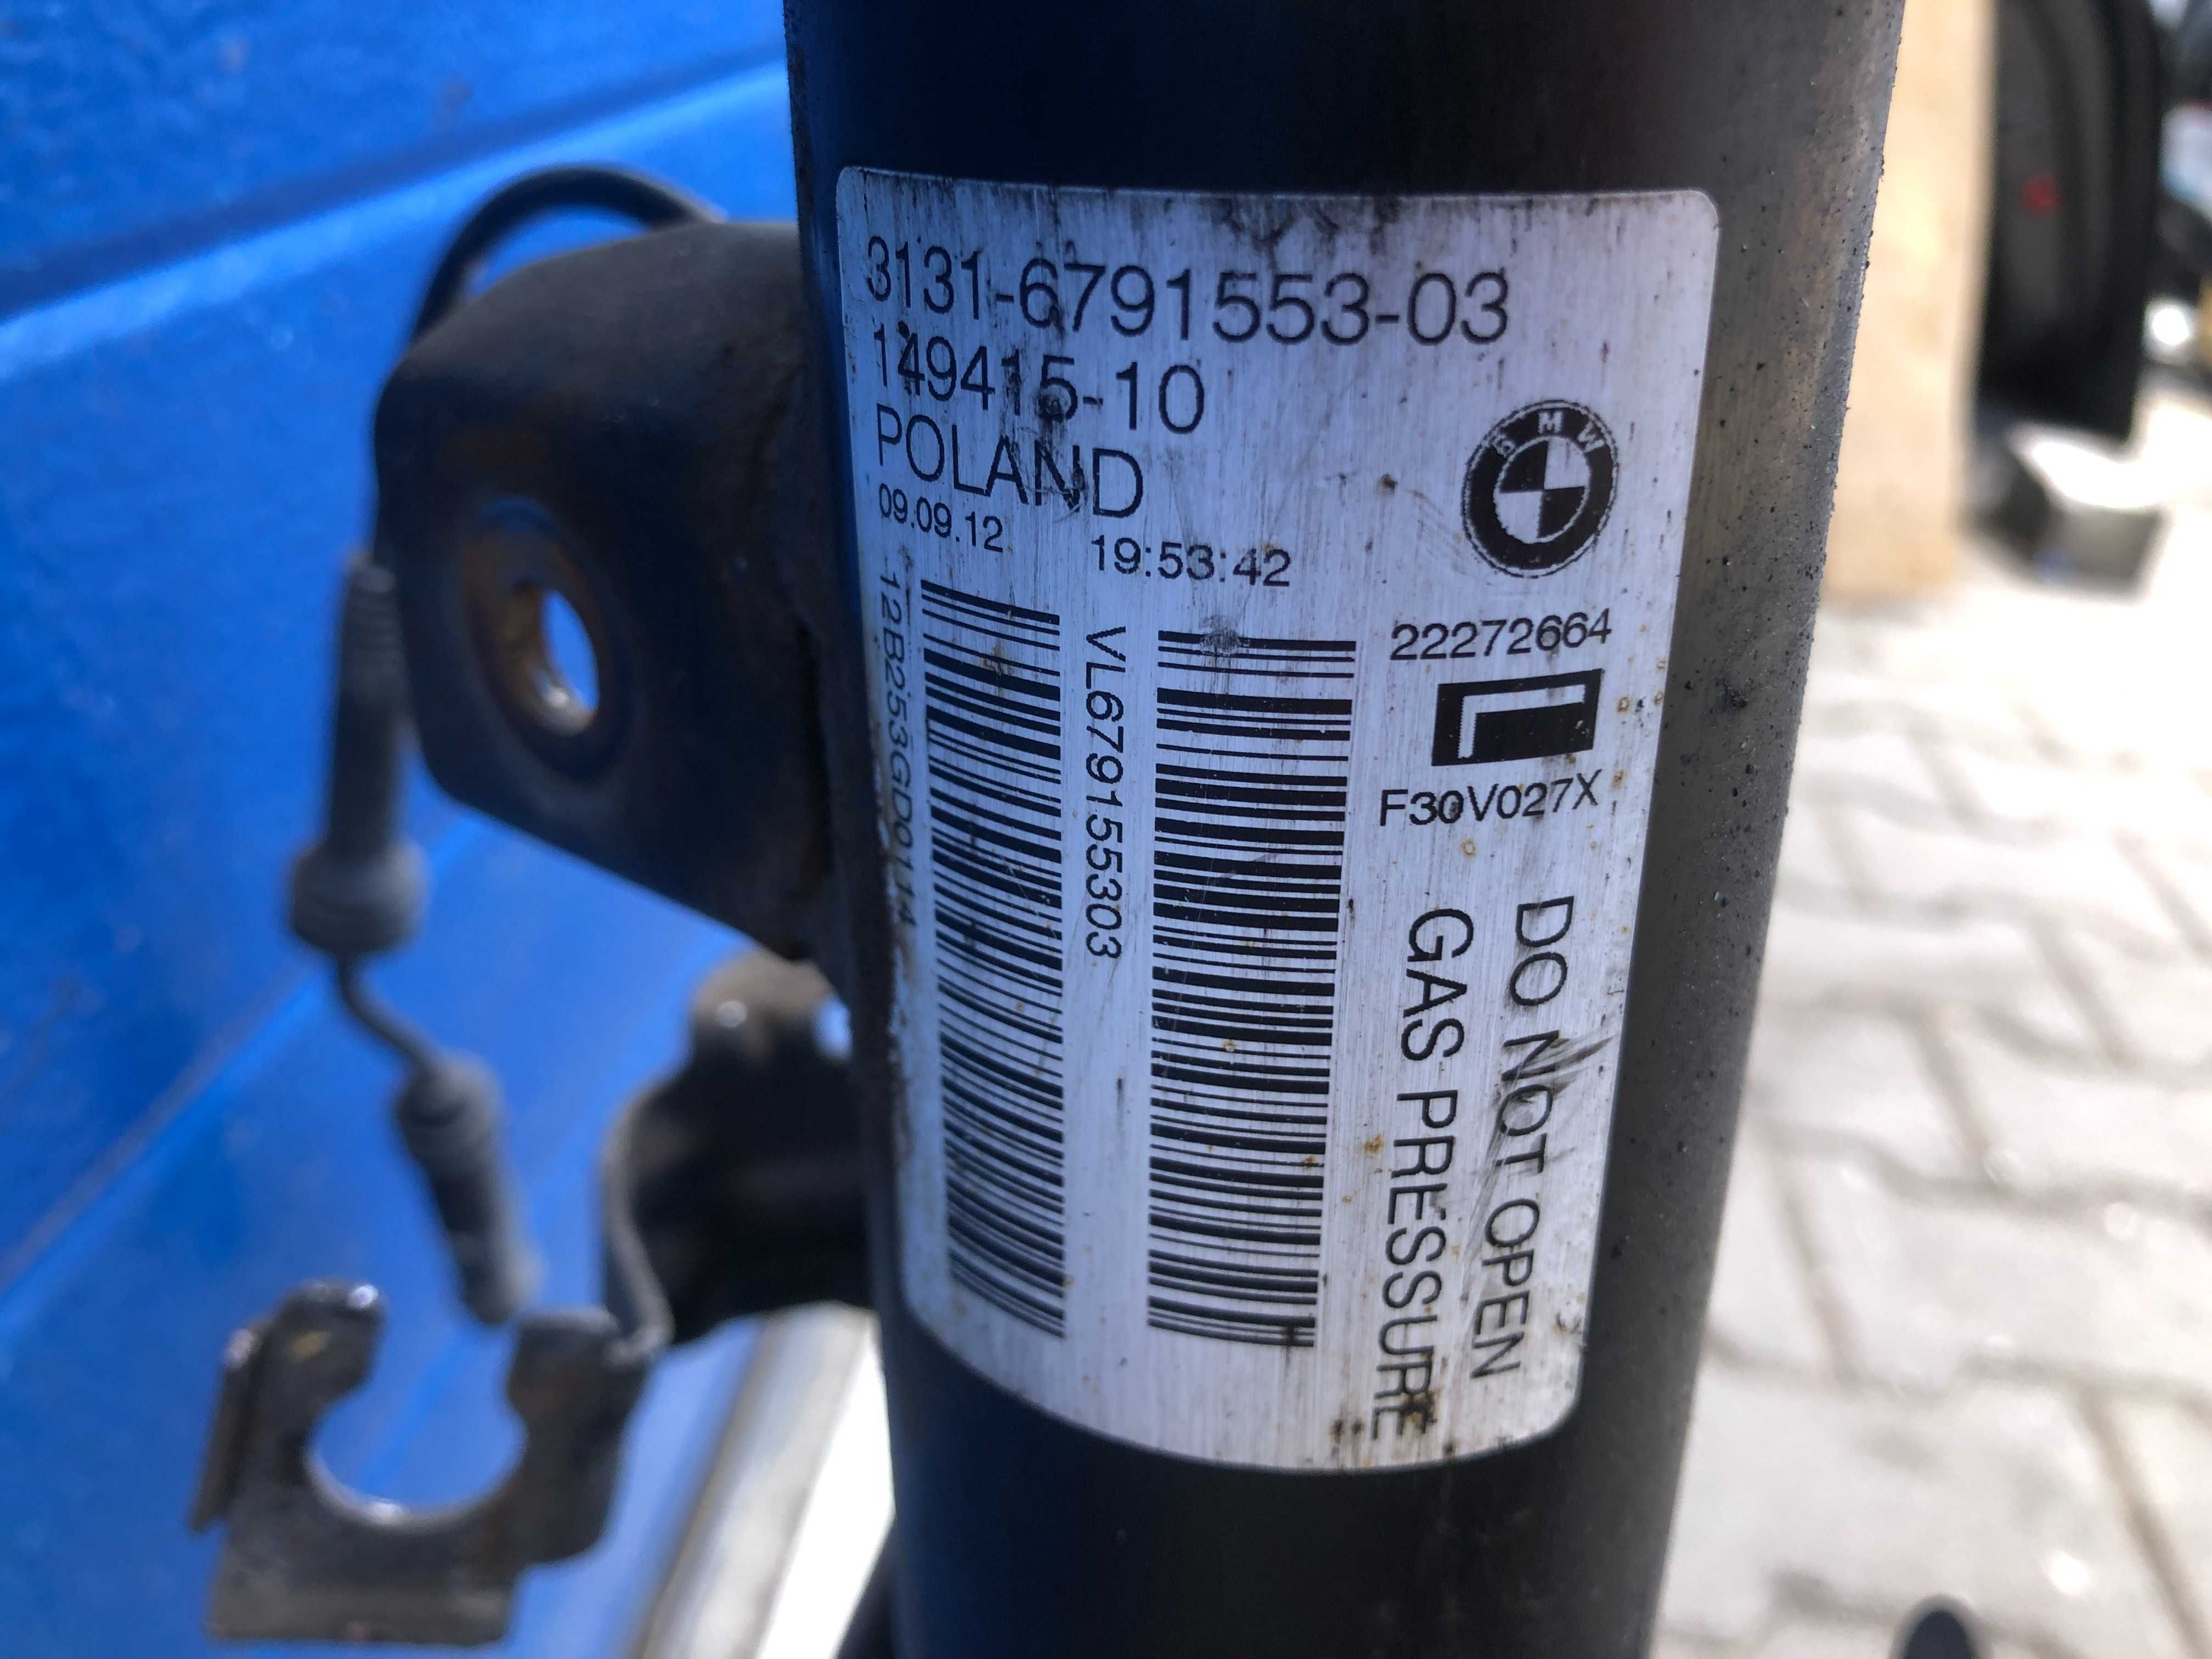 3131-6791553-03
149415-10
POLAND
09.09.12 19:53:42
BMW
22272664
L
F30V027X
12B253GD0114
VL679155303
DO NOT OPEN
GAS PRESSURE